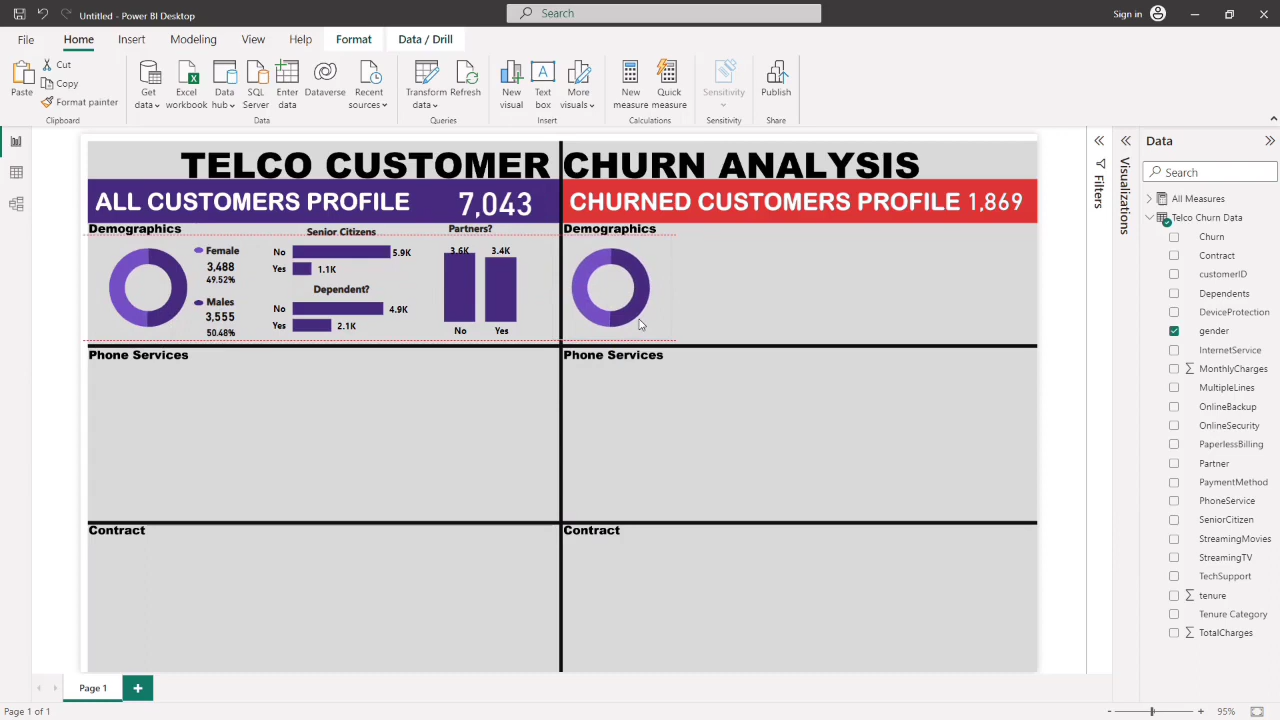 Untitled - Power BI Desktop
Search
Sign in
File
Home
Insert
Modeling
View
Help
Format
Data / Drill
Paste
Cut
Copy
Format painter
Clipboard
Get data
Excel workbook
Data hub
SQL Server
Enter data
Dataverse
Recent sources
Data
Transform data
Refresh
Queries
New visual
Text box
More visuals
Insert
New measure
Quick measure
Calculations
Sensitivity
Sensitivity
Publish
Share
TELCO CUSTOMER CHURN ANALYSIS
ALL CUSTOMERS PROFILE 7,043
CHURNED CUSTOMERS PROFILE 1,869
Demographics
Female
3,488
49.52%
Males
3,555
50.48%
Senior Citizens
No 5.9K
Yes 1.1K
Dependent?
No 4.9K
Yes 2.1K
Partners?
3.6K 3.4K
No Yes
Demographics
Phone Services
Phone Services
Contract
Contract
Filters
Visualizations
Data
Search
All Measures
Telco Churn Data
Churn
Contract
customerID
Dependents
DeviceProtection
gender
InternetService
MonthlyCharges
MultipleLines
OnlineBackup
OnlineSecurity
PaperlessBilling
Partner
PaymentMethod
PhoneService
SeniorCitizen
StreamingMovies
StreamingTV
TechSupport
tenure
Tenure Category
TotalCharges
Page 1
Page 1 of 1
95%